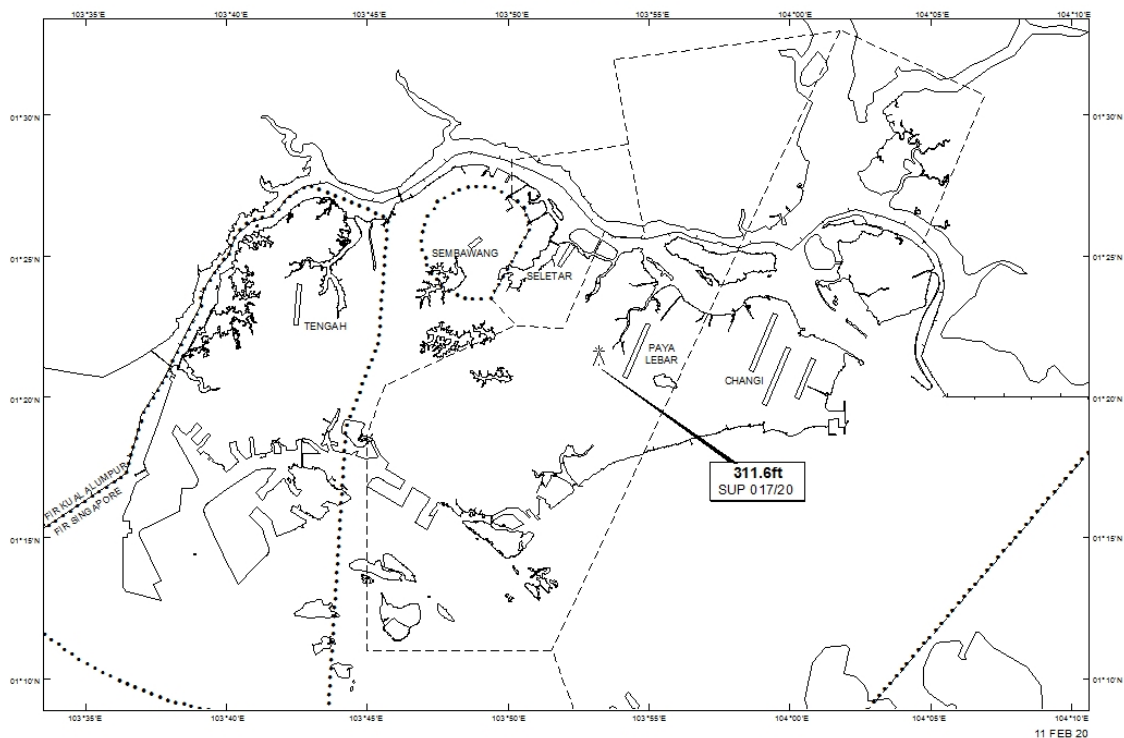 103°35'E 103°40'E 103°45'E 103°50'E 103°55'E 104°00'E 104°05'E 104°10'E
01°30'N 01°30'N
SEMBAWANG
01°25'N 01°25'N
SELETAR
TENGAH
PAYA
LEBAR
CHANGI
01°20'N 01°20'N
311.6ft
SUP 017/20
FIR KUALALUMPUR
FIR SINGAPORE
01°15'N 01°15'N
01°10'N 01°10'N
103°35'E 103°40'E 103°45'E 103°50'E 103°55'E 104°00'E 104°05'E 104°10'E
11 FEB 20